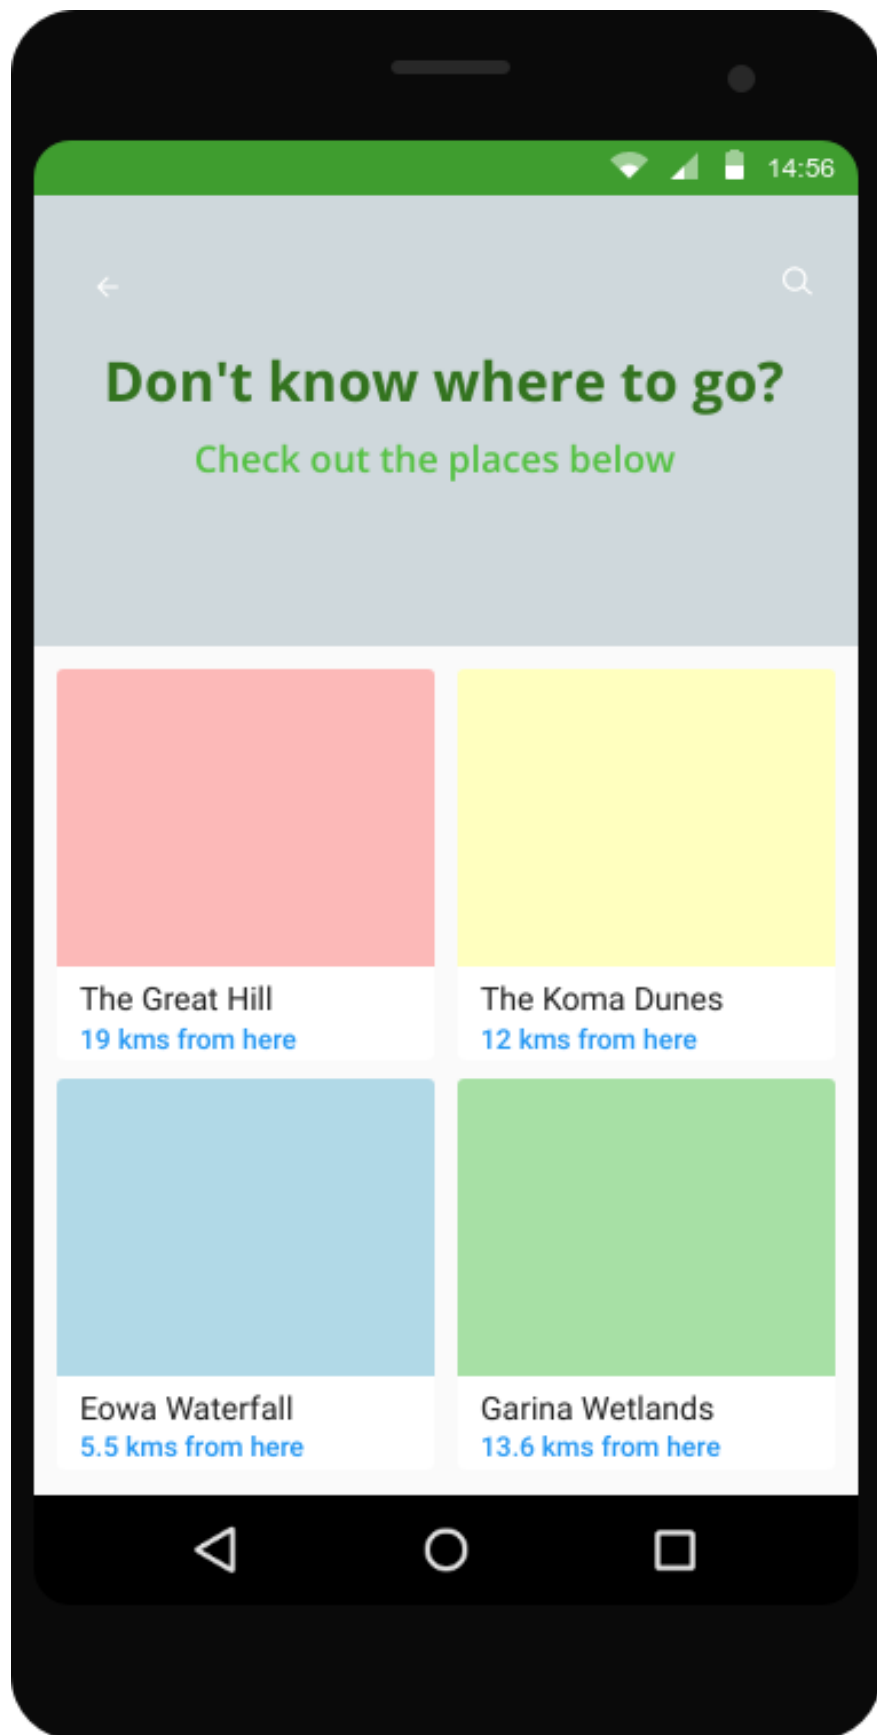 14:56
Don't know where to go?
Check out the places below
The Great Hill
19 kms from here
The Koma Dunes
12 kms from here
Eowa Waterfall
5.5 kms from here
Garina Wetlands
13.6 kms from here